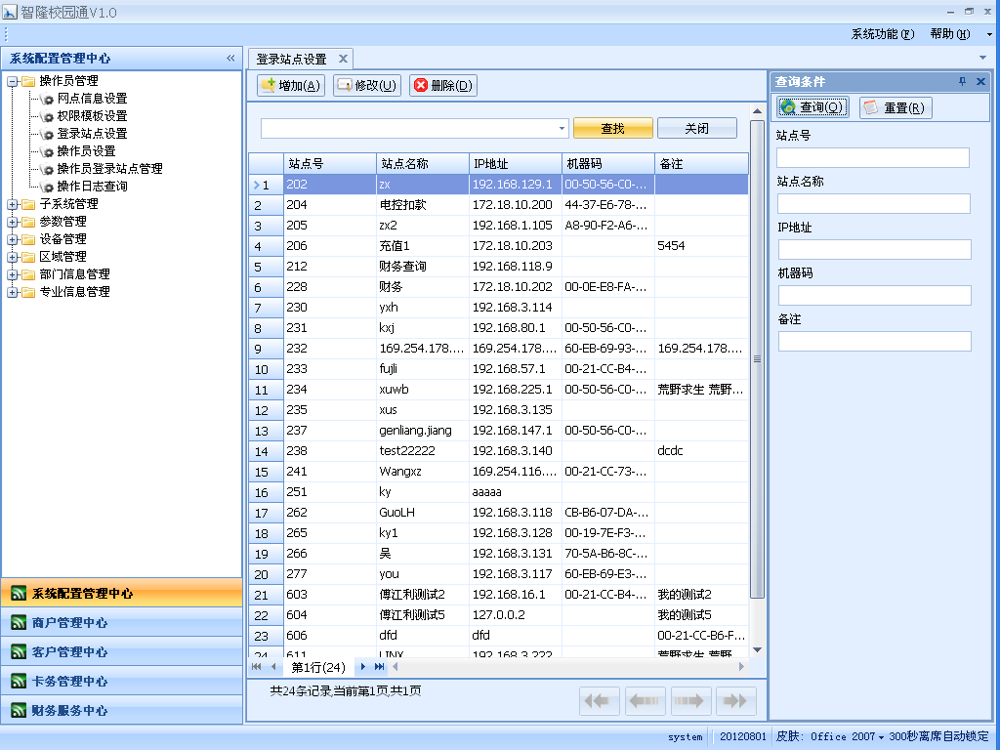 智隆校园通V1.0
系统功能(F) 帮助(H)
系统配置管理中心
操作员管理
网点信息设置
权限模板设置
登录站点设置
操作员设置
操作员登录站点管理
操作日志查询
子系统管理
参数管理
设备管理
区域管理
部门信息管理
专业信息管理
系统配置管理中心
商户管理中心
客户管理中心
卡务管理中心
财务服务中心
登录站点设置
增加(A) 修改(U) 删除(D)
查找 关闭
站点号 站点名称 IP地址 机器码 备注
1 202 zx 192.168.129.1 00-50-56-C0-...
2 204 电控扣款 172.18.10.200 44-37-E6-78-...
3 205 zx2 192.168.1.105 A8-90-F2-A6-...
4 206 充值1 172.18.10.203 5454
5 212 财务查询 192.168.118.9
6 228 财务 172.18.10.202 00-0E-E8-FA-...
7 230 yxh 192.168.3.114
8 231 kxj 192.168.80.1 00-50-56-C0-...
9 232 169.254.178.... 169.254.178.... 60-EB-69-93-... 169.254.178....
10 233 fujli 192.168.57.1 00-21-CC-B4-...
11 234 xuwb 192.168.225.1 00-50-56-C0-... 荒野求生 荒野...
12 235 xus 192.168.3.135
13 237 genliang.jiang 192.168.147.1 00-50-56-C0-...
14 238 test22222 192.168.3.140 dcdc
15 241 Wangxz 169.254.116.... 00-21-CC-73-...
16 251 ky aaaaa
17 262 GuoLH 192.168.3.118 CB-B6-07-DA-...
18 265 ky1 192.168.3.128 00-19-7E-F3-...
19 266 吴 192.168.3.131 70-5A-B6-8C-...
20 277 you 192.168.3.117 60-EB-69-E3-...
21 603 傅江利测试2 192.168.16.1 00-21-CC-B4-... 我的测试2
22 604 傅江利测试5 127.0.0.2 我的测试5
23 606 dfd dfd 00-21-CC-B6-F...
24 611 LINX 192.168.3.222 荒野求生 荒野...
第1行(24)
共24条记录,当前第1页,共1页
查询条件
查询(Q) 重置(R)
站点号
站点名称
IP地址
机器码
备注
system 20120801 皮肤: Office 2007 300秒离席自动锁定